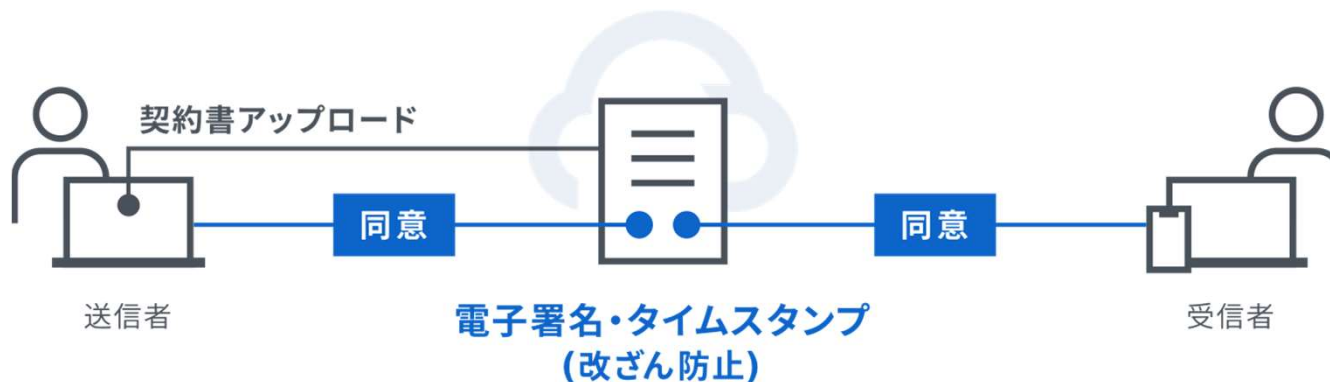 契約書アップロード
同意
同意
送信者
電子署名・タイムスタンプ
(改ざん防止)
受信者